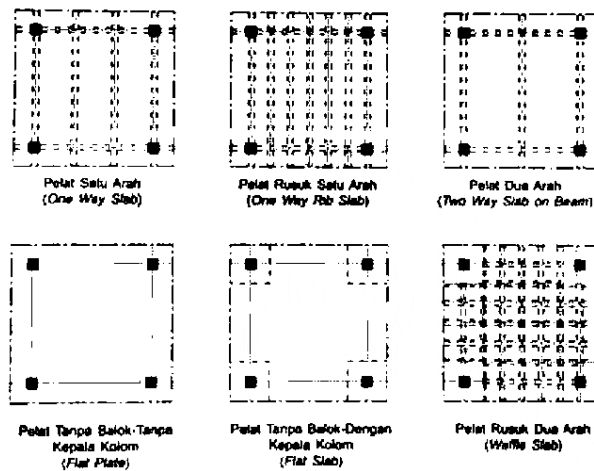 Pelat Satu Arah
(One Way Slab)
Pelat Rusuk Satu Arah
(One Way Rib Slab)
Pelat Dua Arah
(Two Way Slab on Beam)
Pelat Tanpa Balok-Tanpa
Kepala Kolom
(Flat Plate)
Pelat Tanpa Balok-Dengan
Kepala Kolom
(Flat Slab)
Pelat Rusuk Dua Arah
(Waffle Slab)